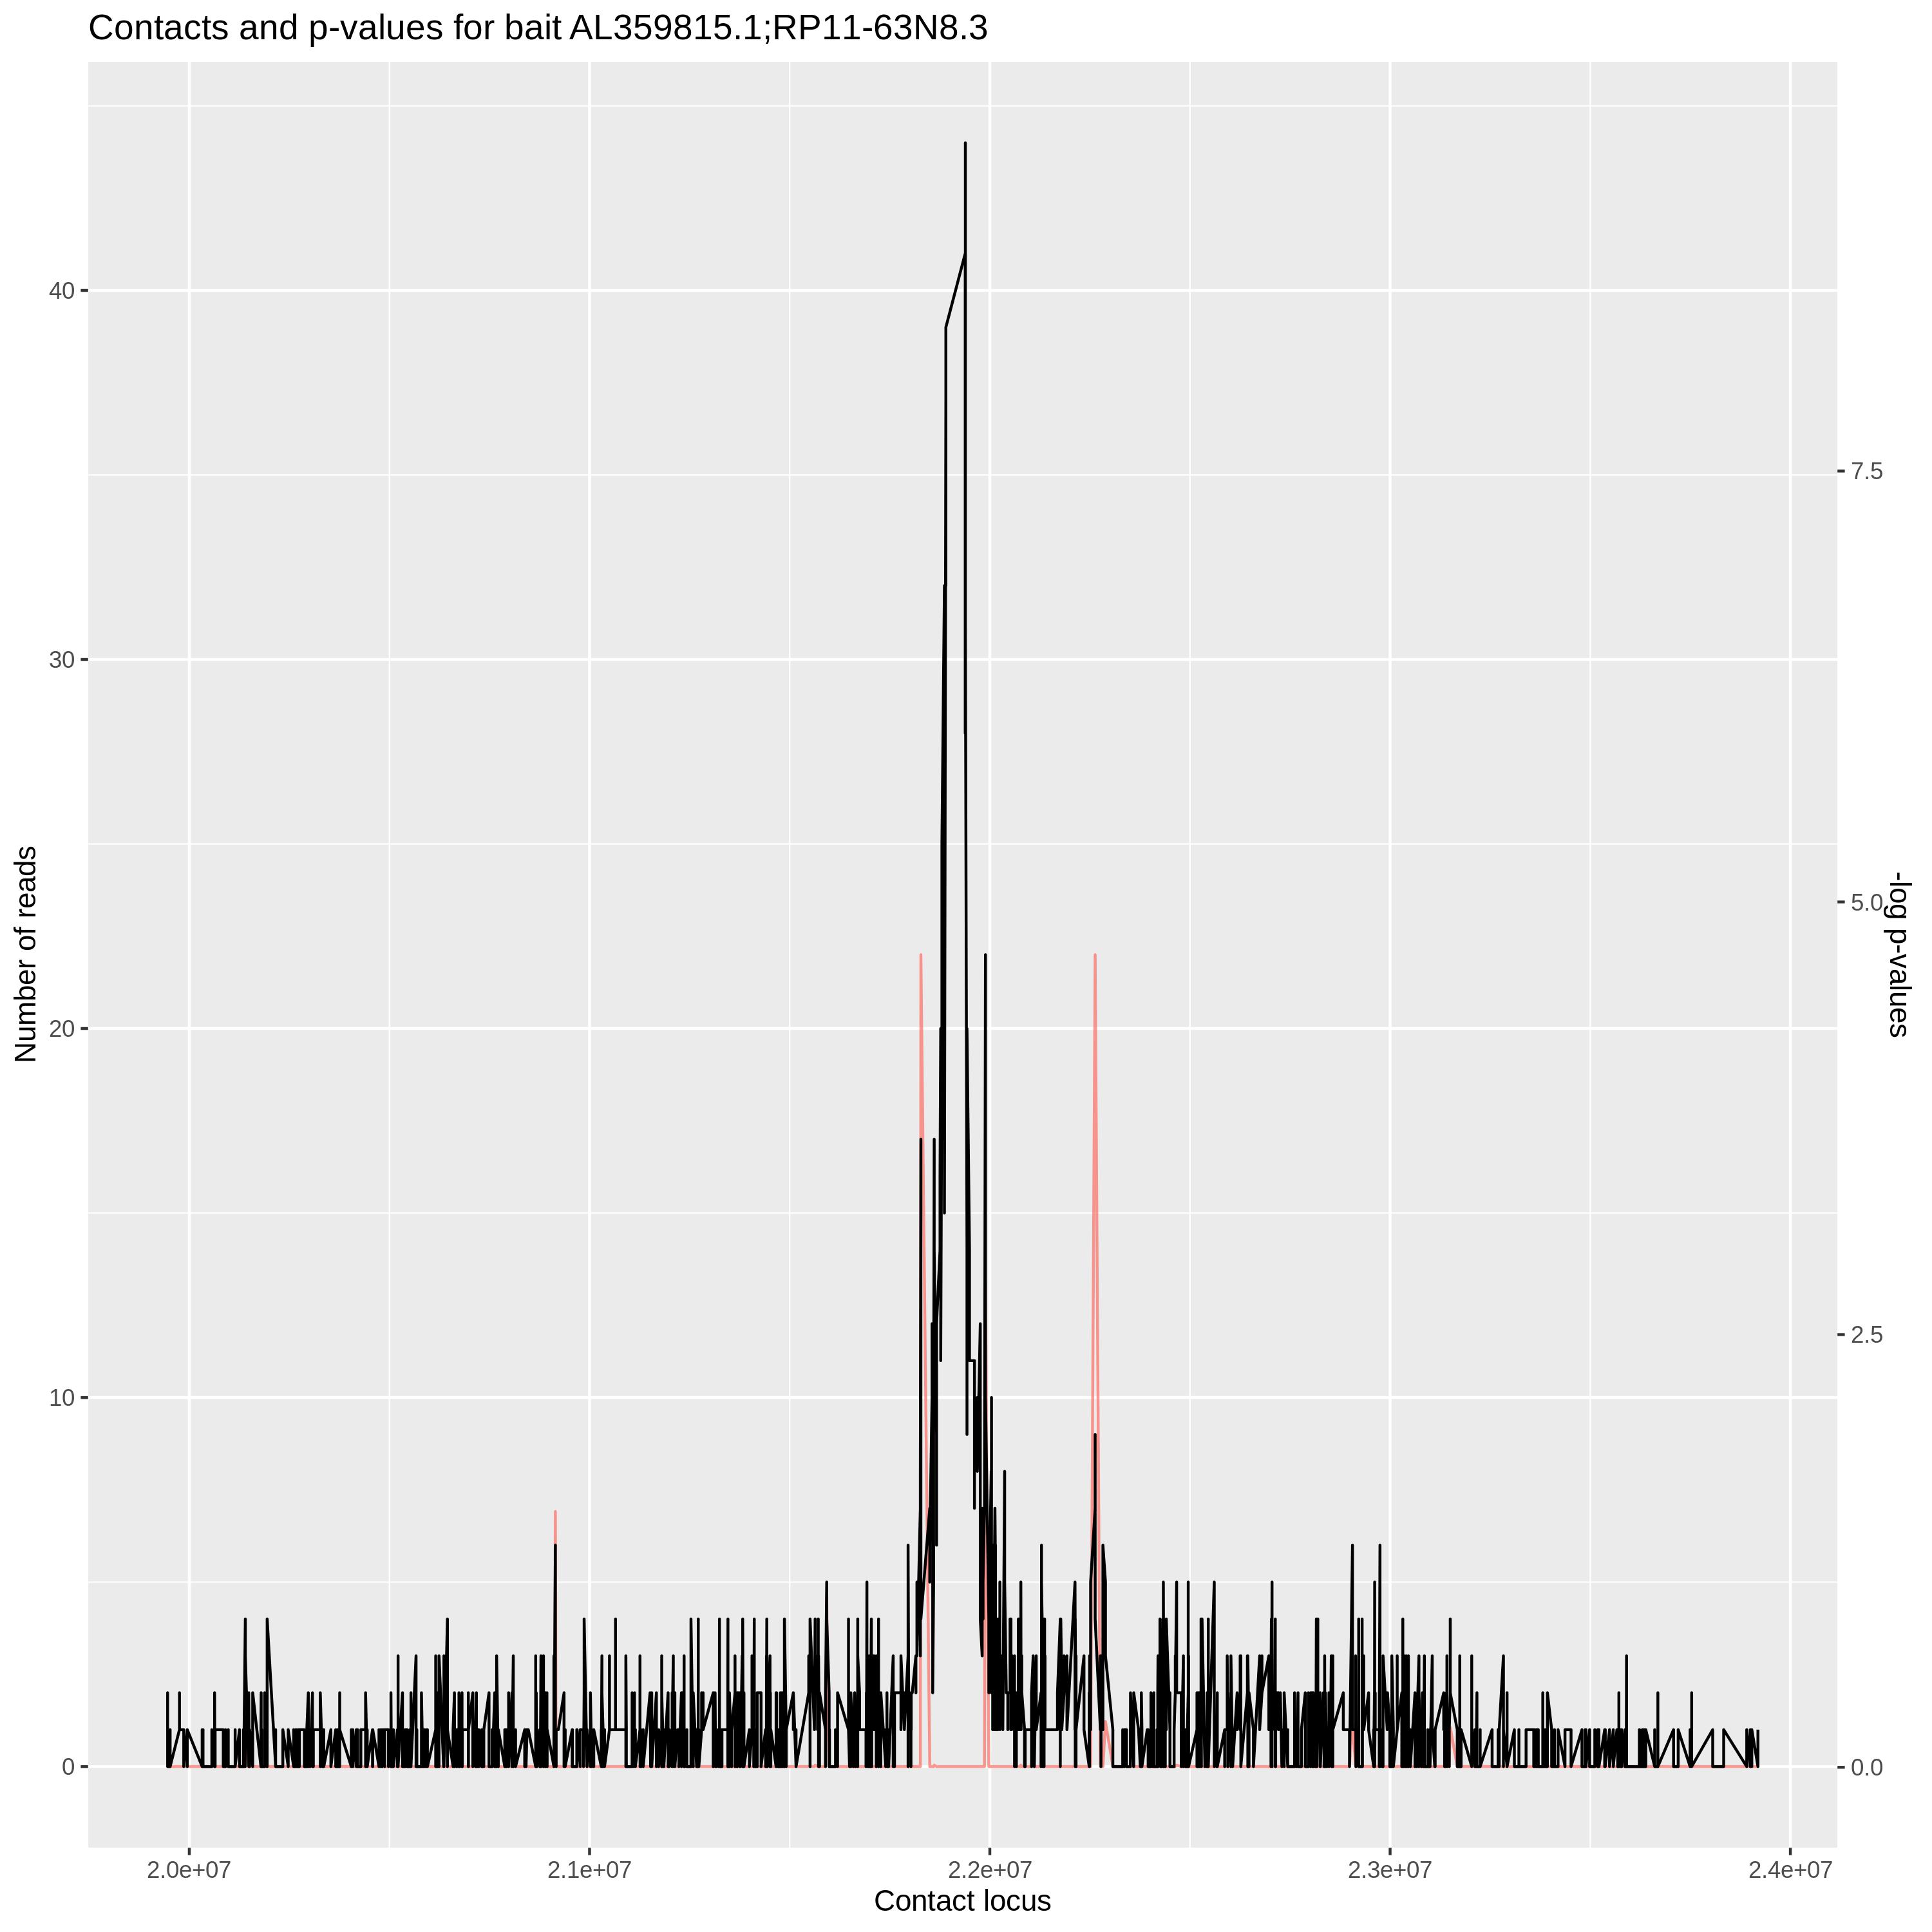 Contacts and p-values for bait AL359815.1;RP11-63N8.3
40
30
20
10
0
Number of reads
7.5
5.0
2.5
0.0
-log p-values
2.0e+07
2.1e+07
2.2e+07
2.3e+07
2.4e+07
Contact locus